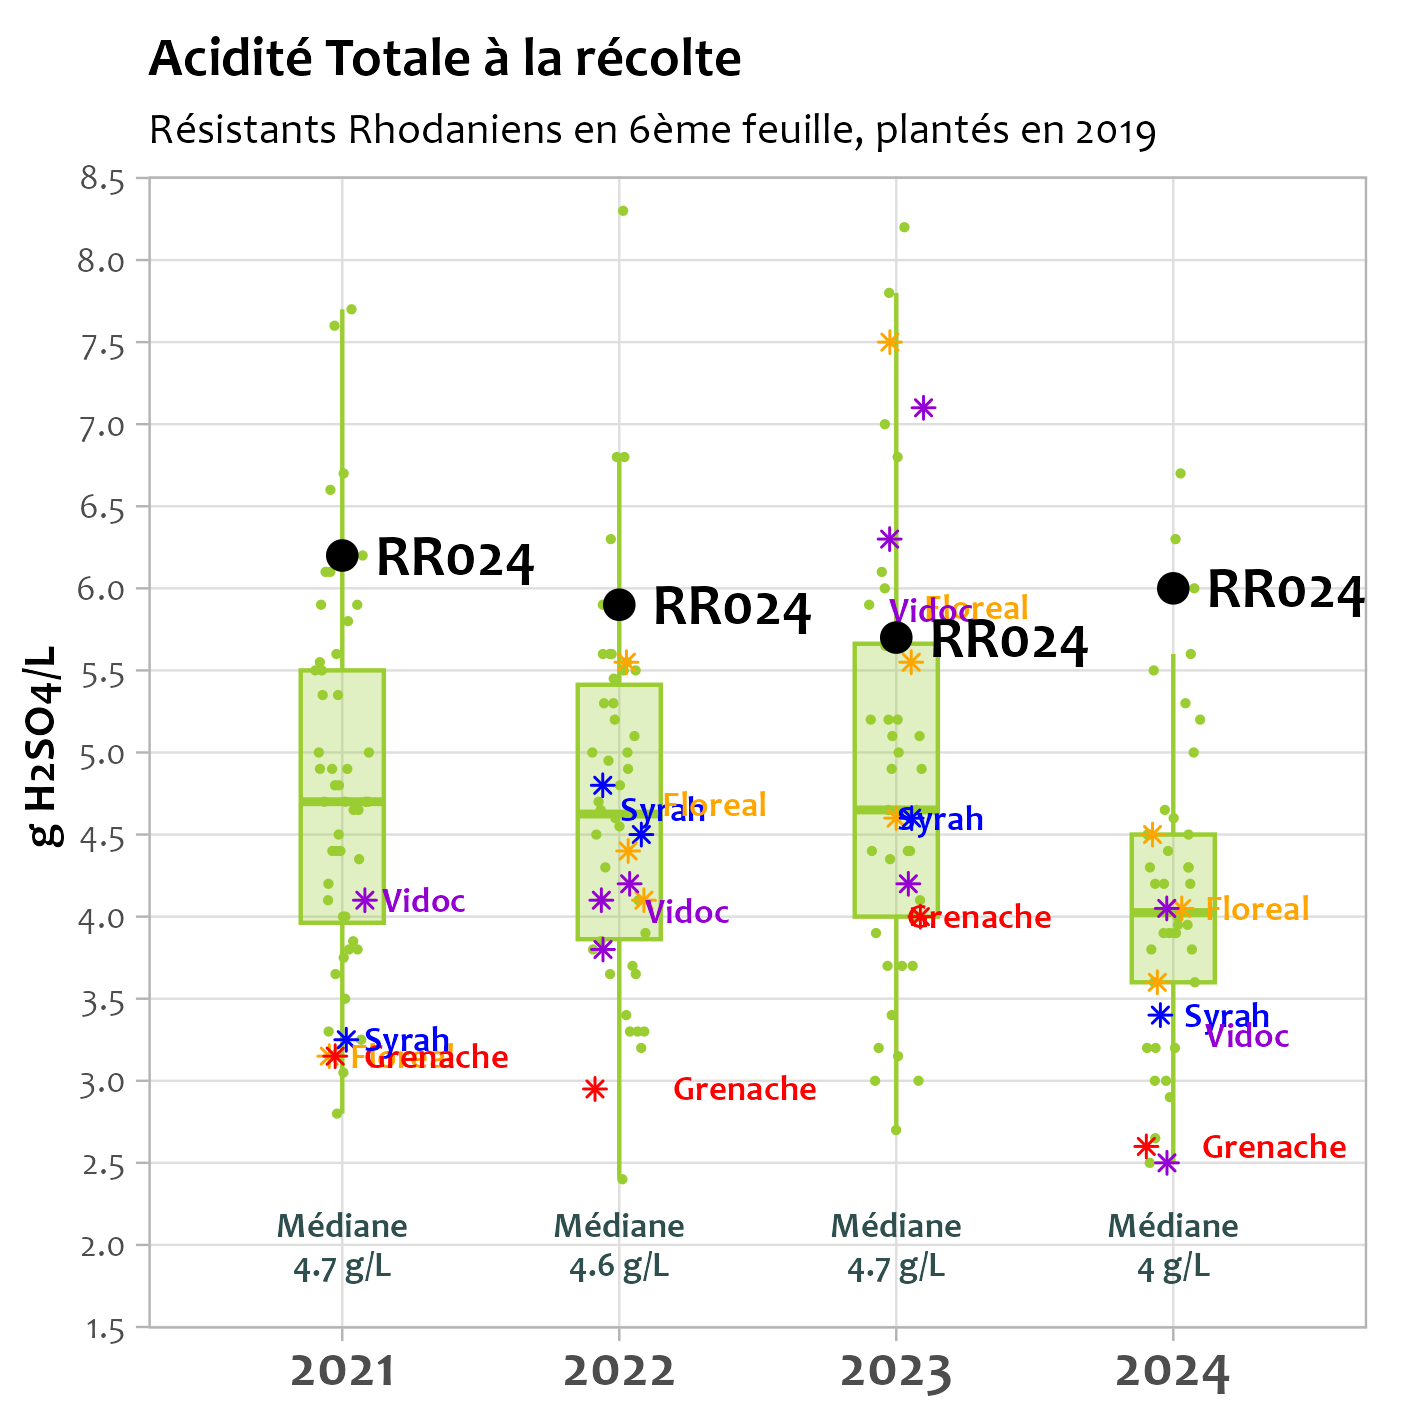 Acidité Totale à la récolte
Résistants Rhodaniens en 6ème feuille, plantés en 2019
g H2SO4/L
8.5
8.0
7.5
7.0
6.5
6.0
5.5
5.0
4.5
4.0
3.5
3.0
2.5
2.0
1.5
RR024
Vidoc
Syrah
Floreal
Grenache
Médiane
4.7 g/L
2021
RR024
Syrah
Floreal
Vidoc
Grenache
Médiane
4.6 g/L
2022
Vidoc
Floreal
RR024
Syrah
Grenache
Médiane
4.7 g/L
2023
RR024
Floreal
Syrah
Vidoc
Grenache
Médiane
4 g/L
2024